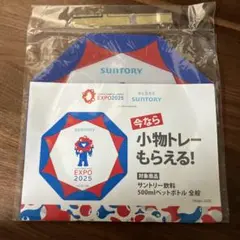 SUNTORY
EXPO2025
SUNTORY
今なら
小物トレー
もらえる!
対象商品
サントリー飲料
500mlペットボトル 全種
EXPO
2025